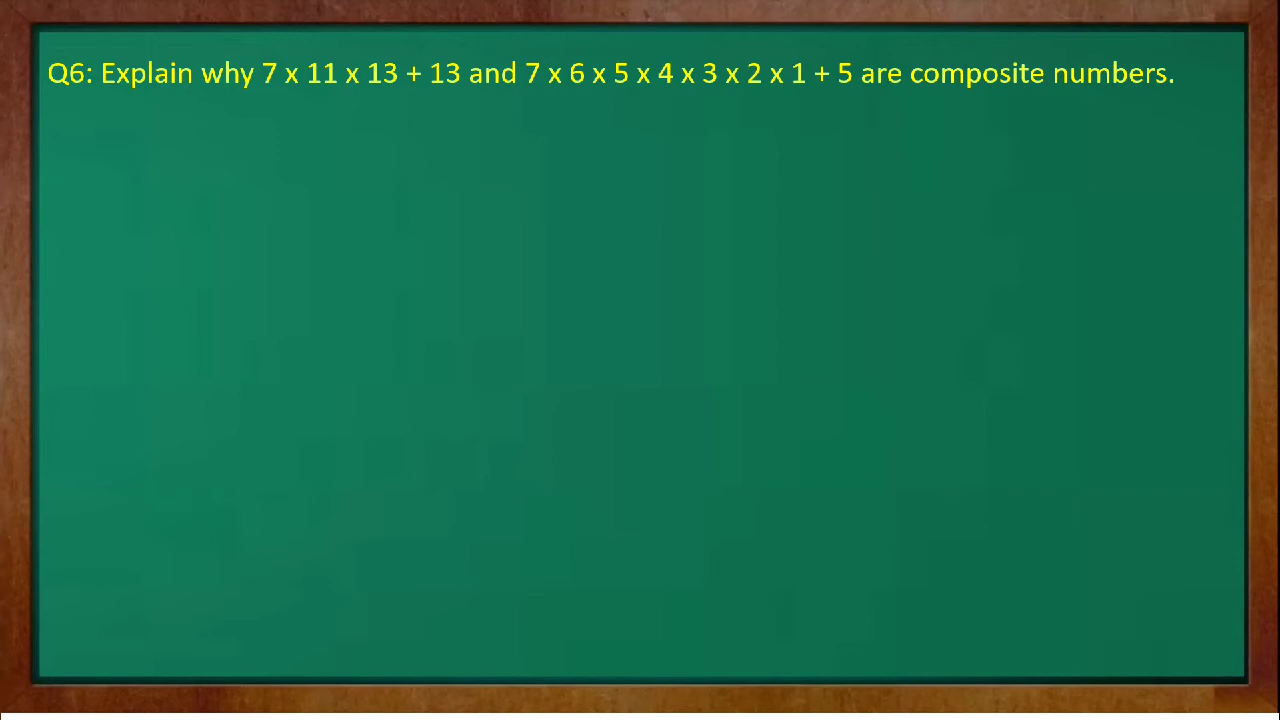 Q6: Explain why 7 x 11 x 13 + 13 and 7 x 6 x 5 x 4 x 3 x 2 x 1 + 5 are composite numbers.